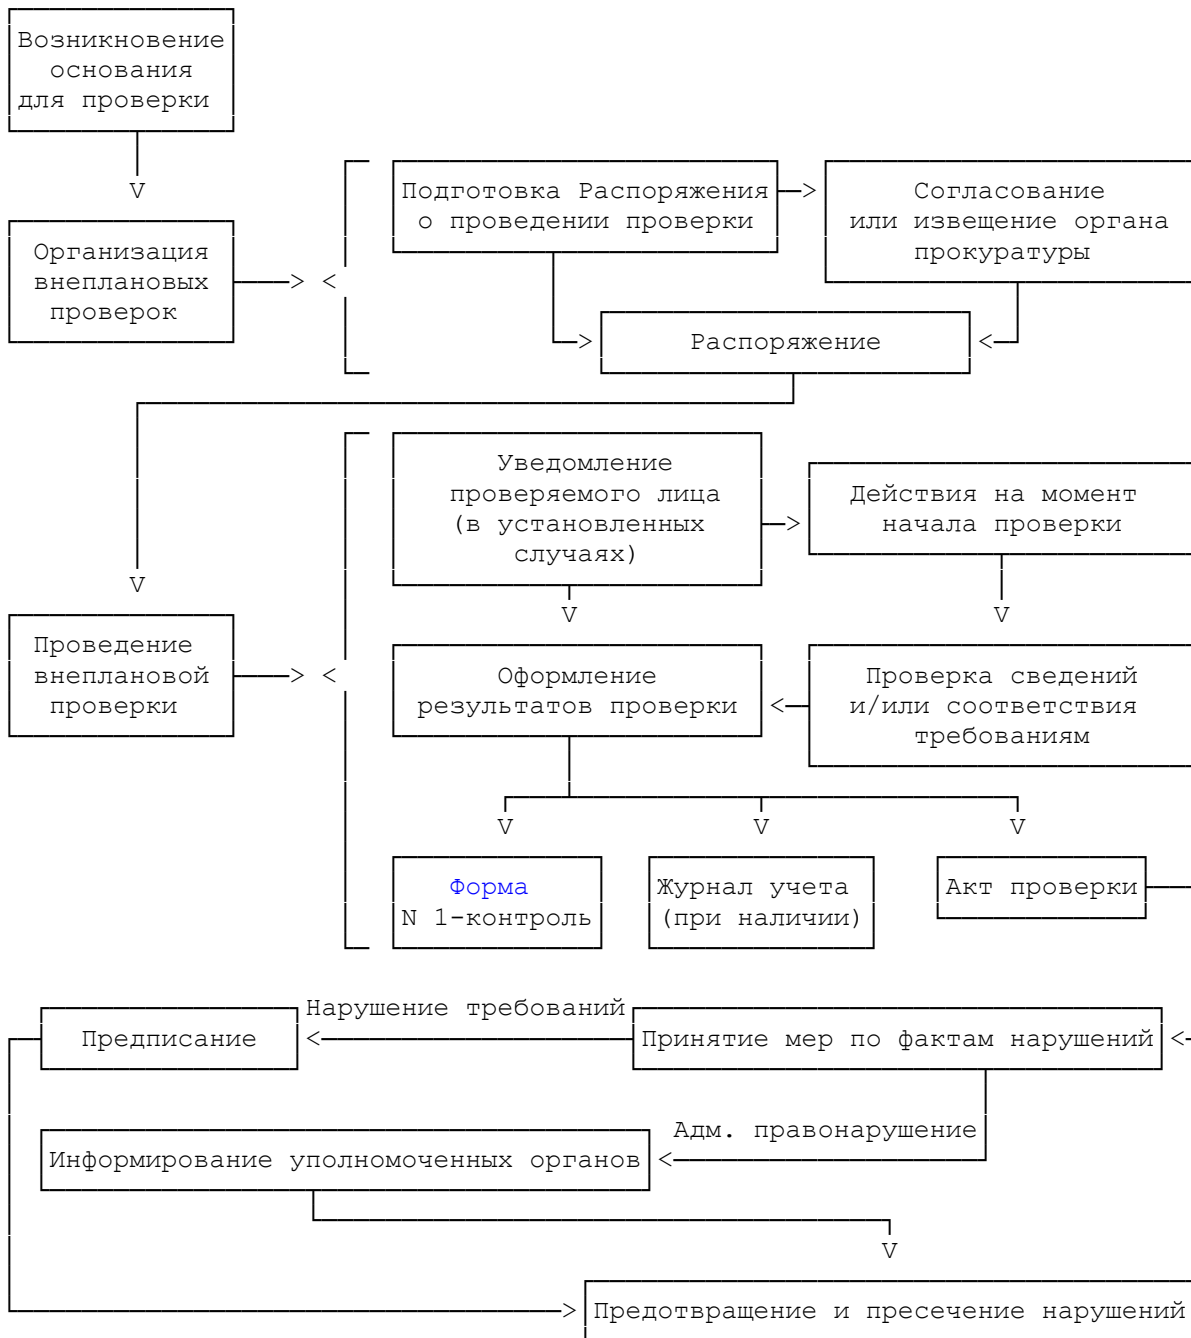 Возникновение
основания
для проверки
Подготовка Распоряжения
о проведении проверки
Согласование
или извещение органа
прокуратуры
Организация
внеплановых
проверок
Распоряжение
Уведомление
проверяемого лица
(в установленных
случаях)
Действия на момент
начала проверки
Проведение
внеплановой
проверки
Оформление
результатов проверки
Проверка сведений
и/или соответствия
требованиям
Форма
N 1-контроль
Журнал учета
(при наличии)
Акт проверки
Нарушение требований
Предписание
Принятие мер по фактам нарушений
Адм. правонарушение
Информирование уполномоченных органов
Предотвращение и пресечение нарушений